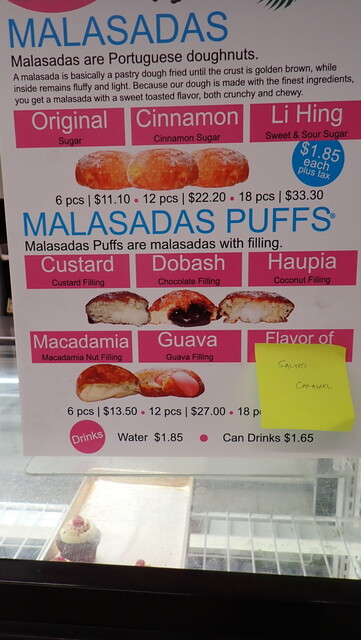 MALASADAS
Malasadas are Portuguese doughnuts.
A malasada is basically a pastry dough fried until the crust is golden brown, while
inside remains fluffy and light. Because our dough is made with the finest ingredients,
you get a malasada with a sweet toasted flavor, both crunchy and chewy.
Original
Sugar
Cinnamon
Cinnamon Sugar
Li Hing
Sweet & Sour Sugar
$1.85
each
plus tax
6 pcs | $11.10 • 12 pcs | $22.20 • 18 pcs | $33.30
MALASADAS PUFFS®
Malasadas Puffs are malasadas with filling.
Custard
Custard Filling
Dobash
Chocolate Filling
Haupia
Coconut Filling
Macadamia
Macadamia Nut Filling
Guava
Guava Filling
Flavor of
SALTED
CARAMEL
6 pcs | $13.50 • 12 pcs | $27.00 • 18 p
Drinks
Water $1.85 • Can Drinks $1.65